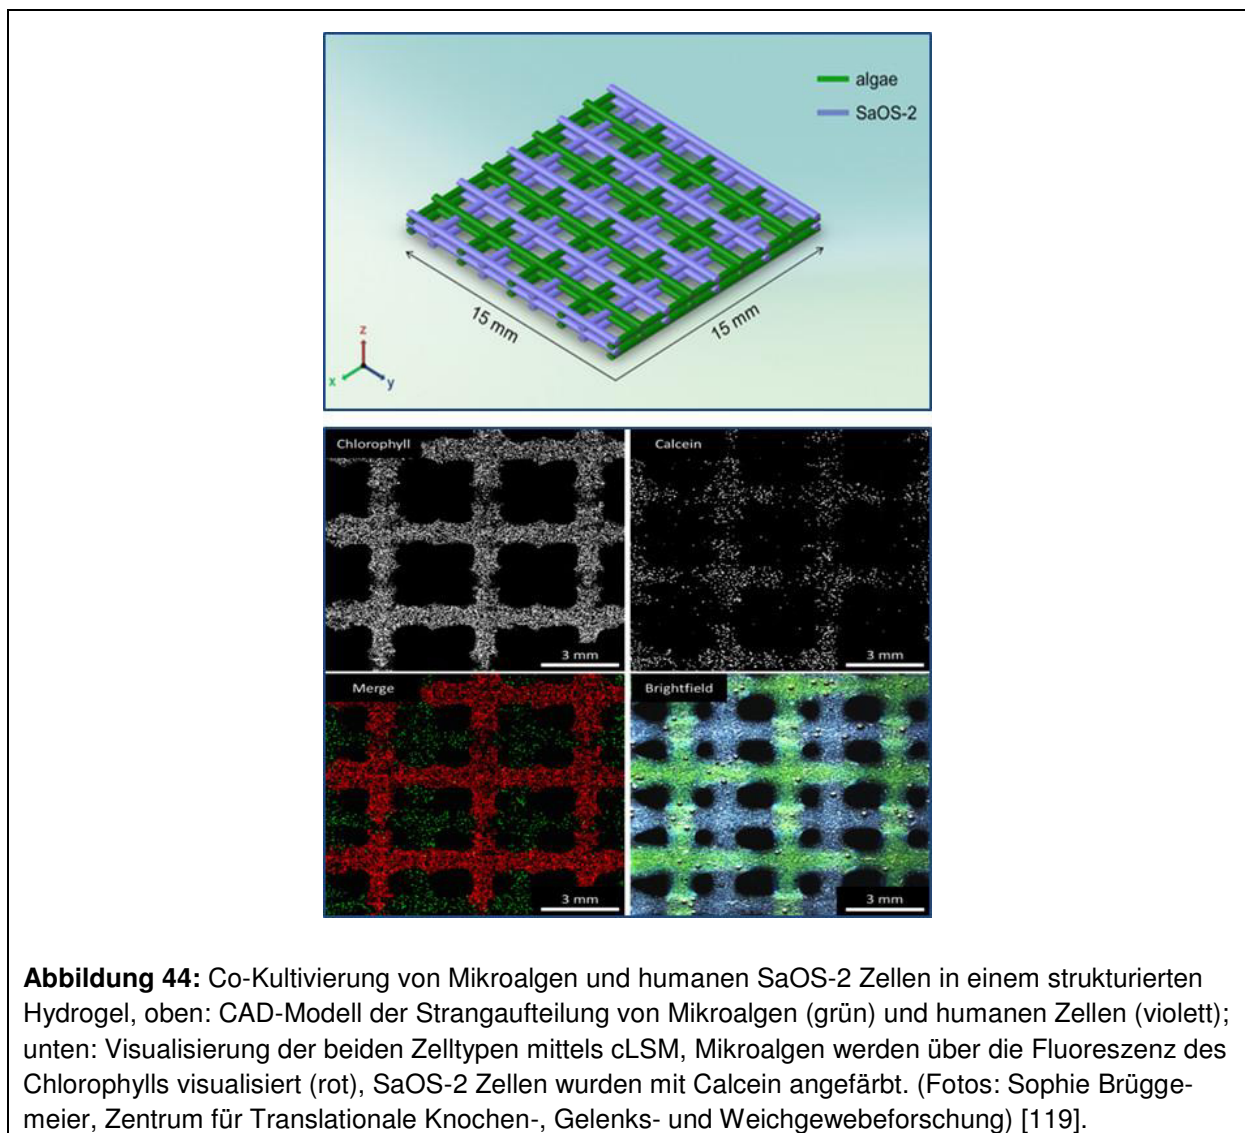 algae
SaOS-2
15 mm
15 mm
z
x
y
Chlorophyll
Calcein
3 mm
3 mm
Merge
Brightfield
3 mm
3 mm
Abbildung 44: Co-Kultivierung von Mikroalgen und humanen SaOS-2 Zellen in einem strukturierten
Hydrogel, oben: CAD-Modell der Strangaufteilung von Mikroalgen (grün) und humanen Zellen (violett);
unten: Visualisierung der beiden Zelltypen mittels cLSM, Mikroalgen werden über die Fluoreszenz des
Chlorophylls visualisiert (rot), SaOS-2 Zellen wurden mit Calcein angefärbt. (Fotos: Sophie Brügge-
meier, Zentrum für Translationale Knochen-, Gelenks- und Weichgewebeforschung) [119].